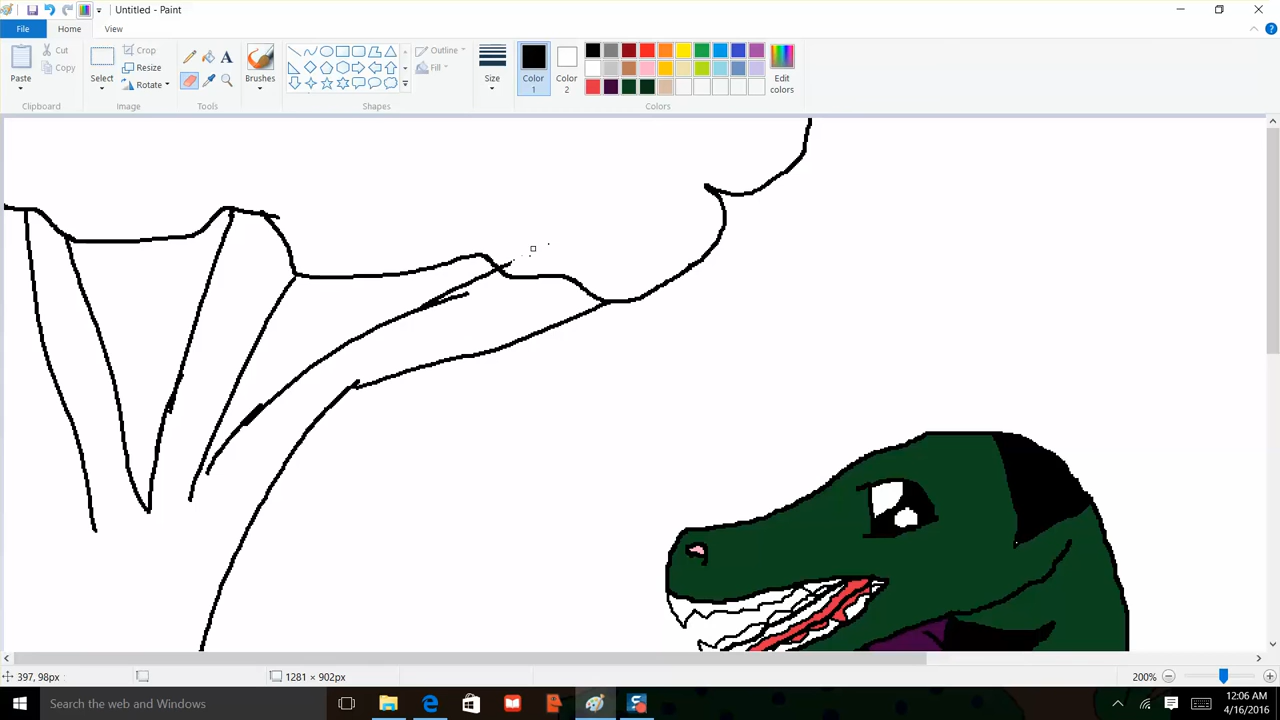 Untitled - Paint
File Home View
Paste
Cut
Copy
Select
Crop
Resize
Rotate
A
Brushes
Outline
Fill
Size
Color 1
Color 2
Edit colors
Clipboard Image Tools Shapes Colors
397, 98px 1281 × 902px 200%
Search the web and Windows
12:06 AM
4/16/2016